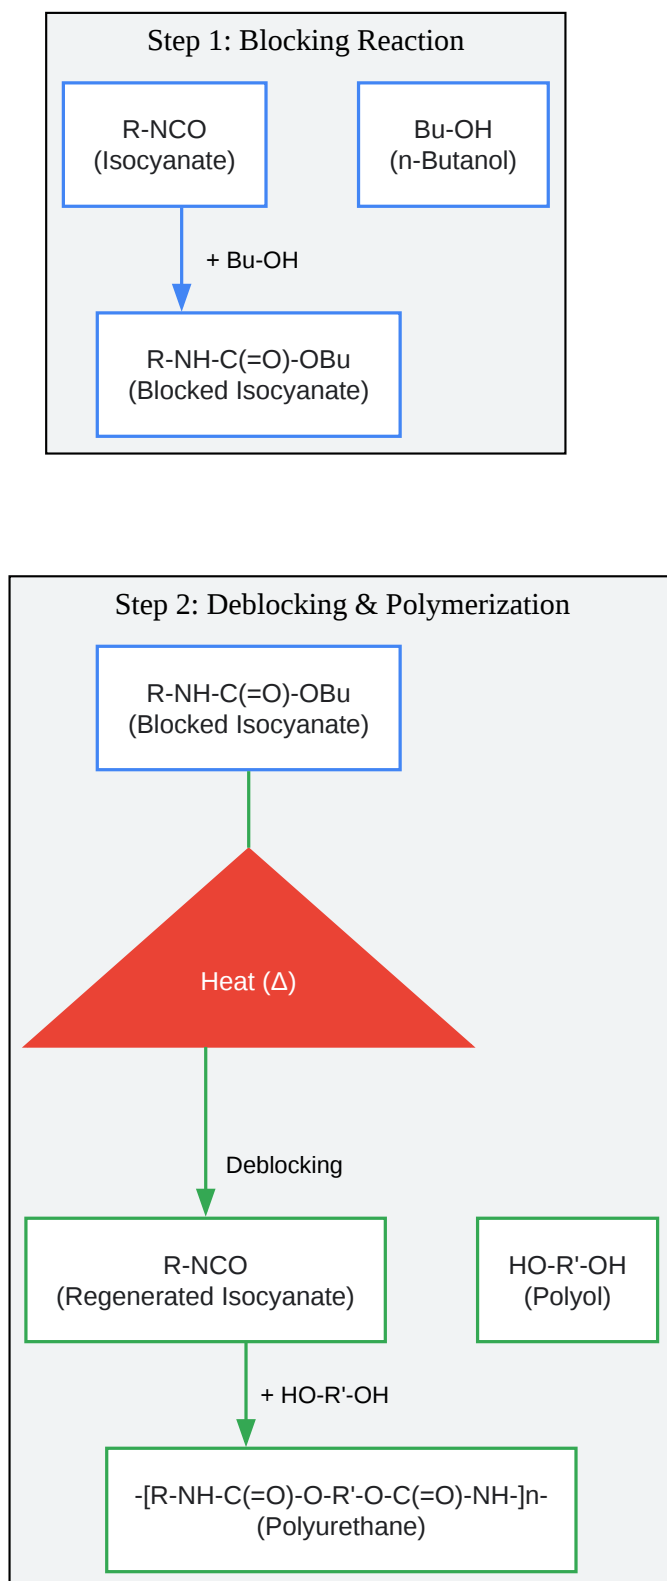 Step 1: Blocking Reaction
R-NCO
(Isocyanate)
Bu-OH
(n-Butanol)
+ Bu-OH
R-NH-C(=O)-OBu
(Blocked Isocyanate)
Step 2: Deblocking & Polymerization
R-NH-C(=O)-OBu
(Blocked Isocyanate)
Heat (Δ)
Deblocking
R-NCO
(Regenerated Isocyanate)
HO-R'-OH
(Polyol)
+ HO-R'-OH
-[R-NH-C(=O)-O-R'-O-C(=O)-NH-]n-
(Polyurethane)